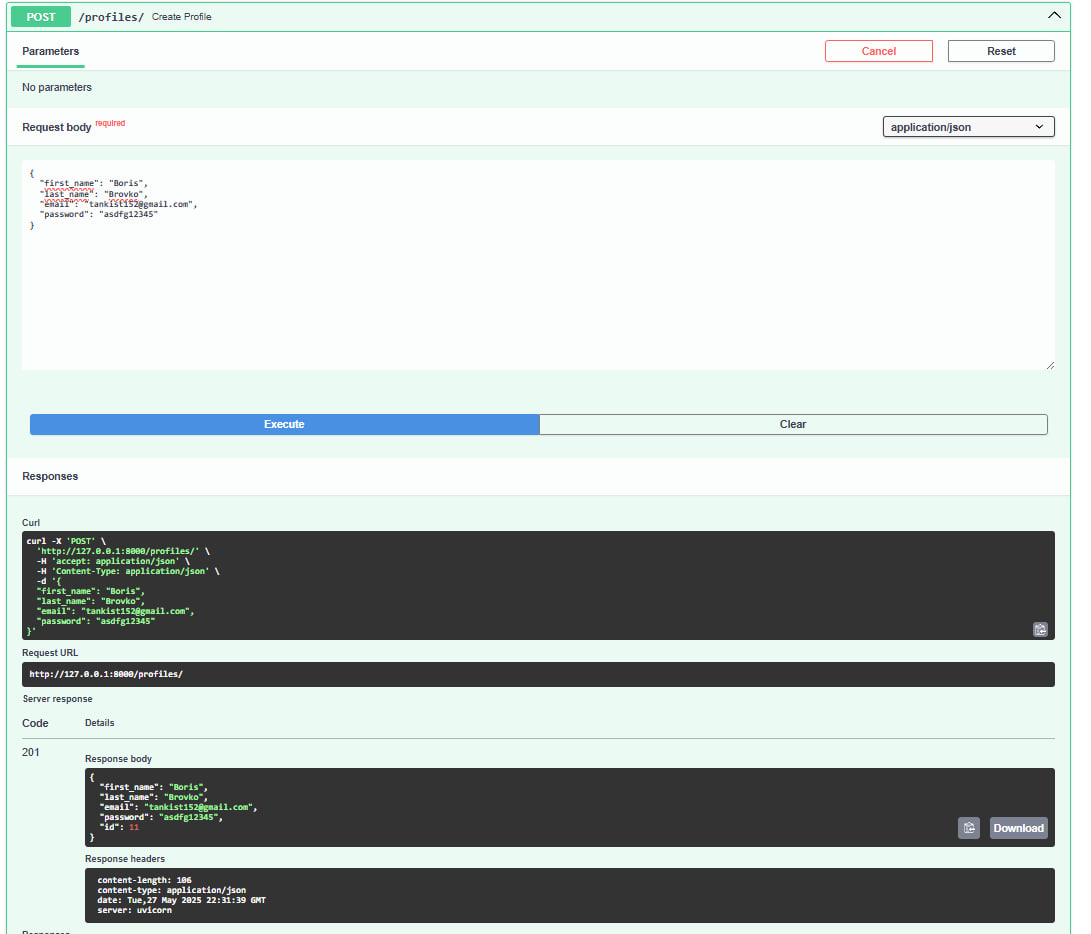 POST /profiles/ Create Profile
Parameters
Cancel
Reset
No parameters
Request body required
application/json
{
  "first_name": "Boris",
  "last_name": "Brovko",
  "email": "tankist152@gmail.com",
  "password": "asdfg12345"
}
Execute
Clear
Responses
Curl
curl -X 'POST' \
  'http://127.0.0.1:8000/profiles/' \
  -H 'accept: application/json' \
  -H 'Content-Type: application/json' \
  -d '{
  "first_name": "Boris",
  "last_name": "Brovko",
  "email": "tankist152@gmail.com",
  "password": "asdfg12345"
}'
Request URL
http://127.0.0.1:8000/profiles/
Server response
Code Details
201
Response body
{
  "first_name": "Boris",
  "last_name": "Brovko",
  "email": "tankist152@gmail.com",
  "password": "asdfg12345",
  "id": 11
}
Download
Response headers
content-length: 106
content-type: application/json
date: Tue,27 May 2025 22:31:39 GMT
server: uvicorn
Responses